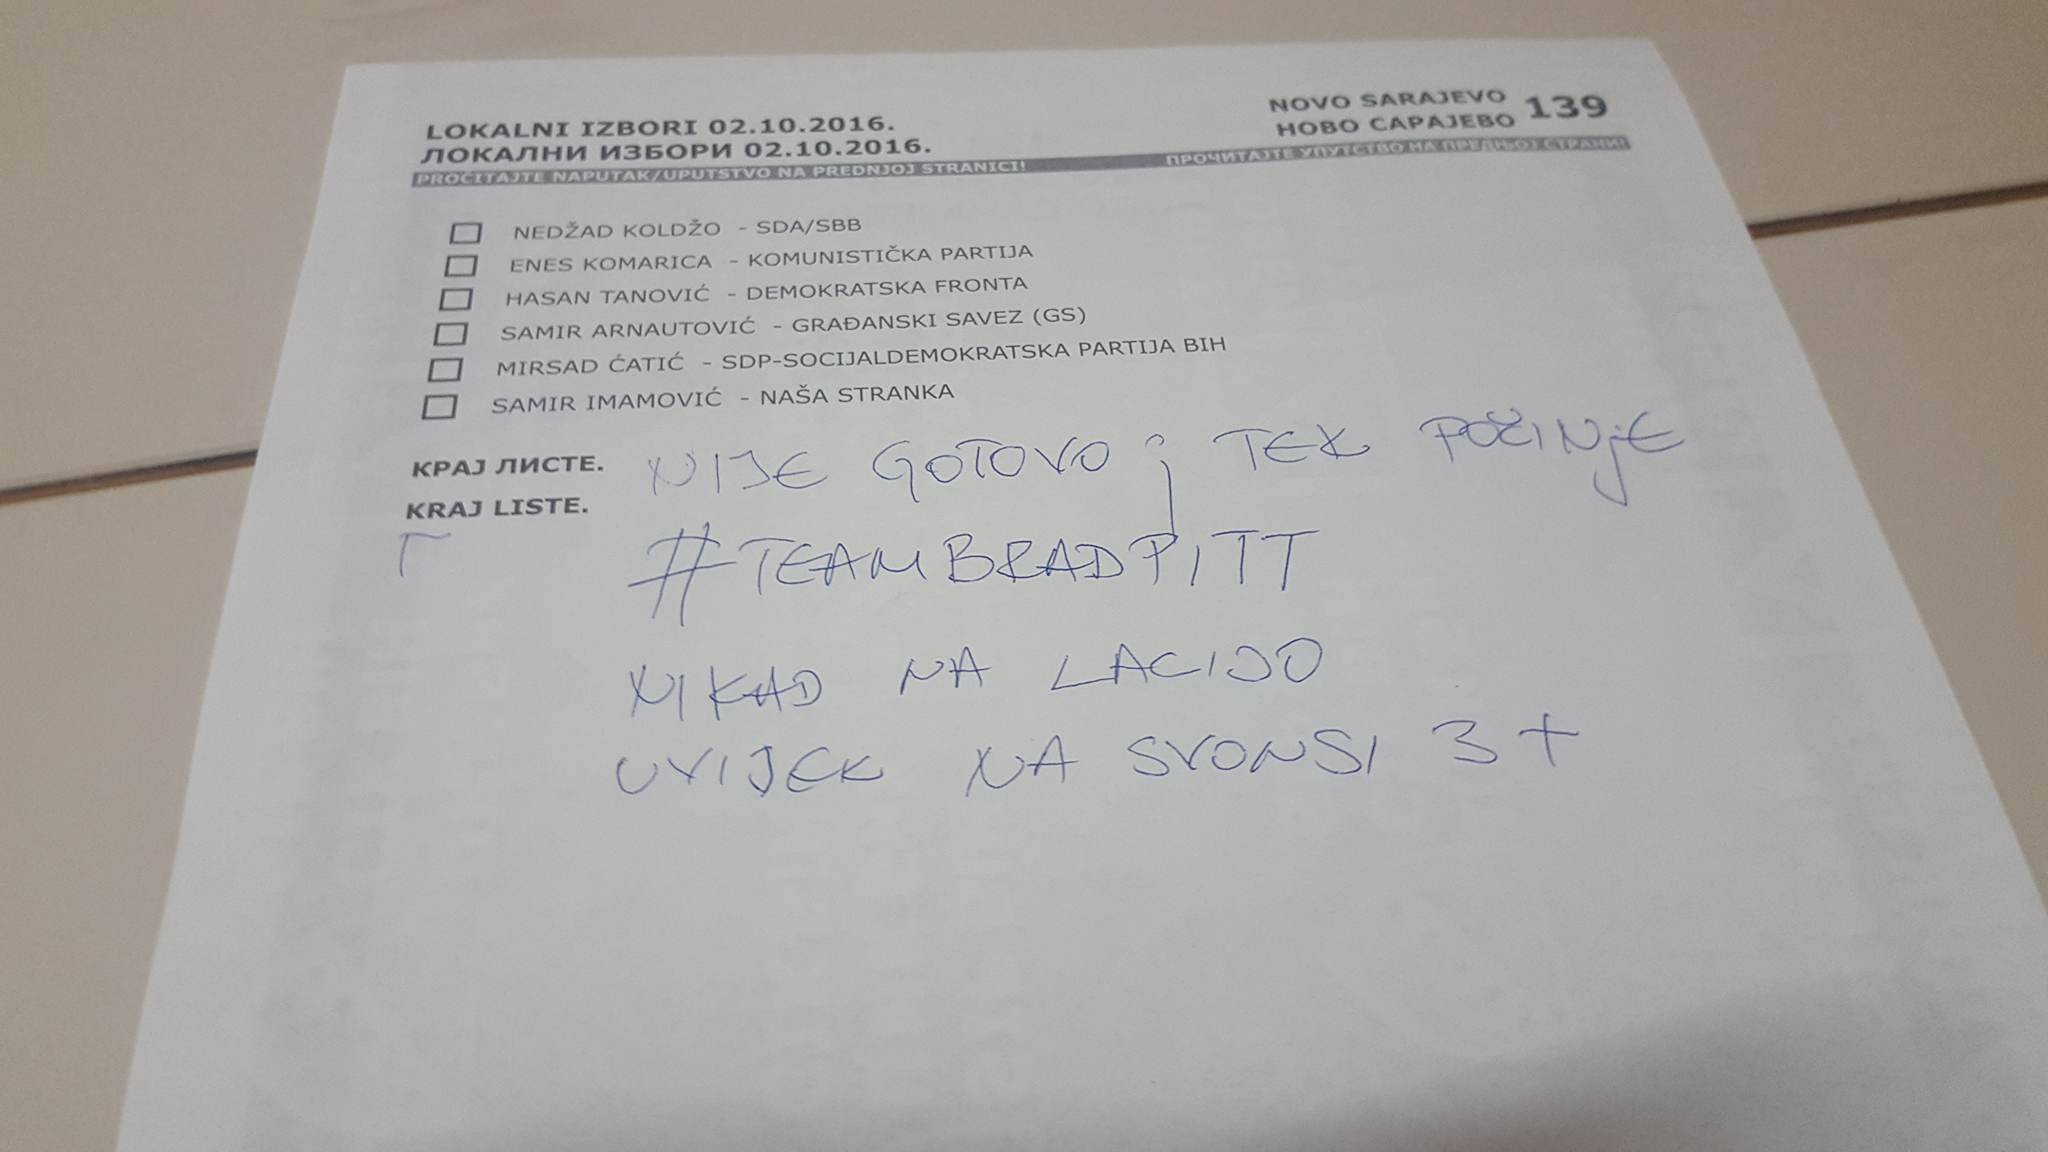 LOKALNI IZBORI 02.10.2016.
ЛОКАЛНИ ИЗБОРИ 02.10.2016.
NOVO SARAJEVO 139
НОВО САРАЈЕВО
PROČITAJTE NAPUTAK/UPUTSTVO NA PREDNJOJ STRANICI! ПРОЧИТАЈТЕ УПУТСТВО НА ПРЕДЊОЈ СТРАНИ!
NEDŽAD KOLDŽO - SDA/SBB
ENES KOMARICA - KOMUNISTIČKA PARTIJA
HASAN TANOVIĆ - DEMOKRATSKA FRONTA
SAMIR ARNAUTOVIĆ - GRAĐANSKI SAVEZ (GS)
MIRSAD ĆATIĆ - SDP-SOCIJALDEMOKRATSKA PARTIJA BIH
SAMIR IMAMOVIĆ - NAŠA STRANKA
КРАЈ ЛИСТЕ. NIJE GOTOVO ; TEK POČINJE
KRAJ LISTE.
#TEAMBRADPITT
NIKAD NA LACIJO
UVIJEK NA SVONSI 3+